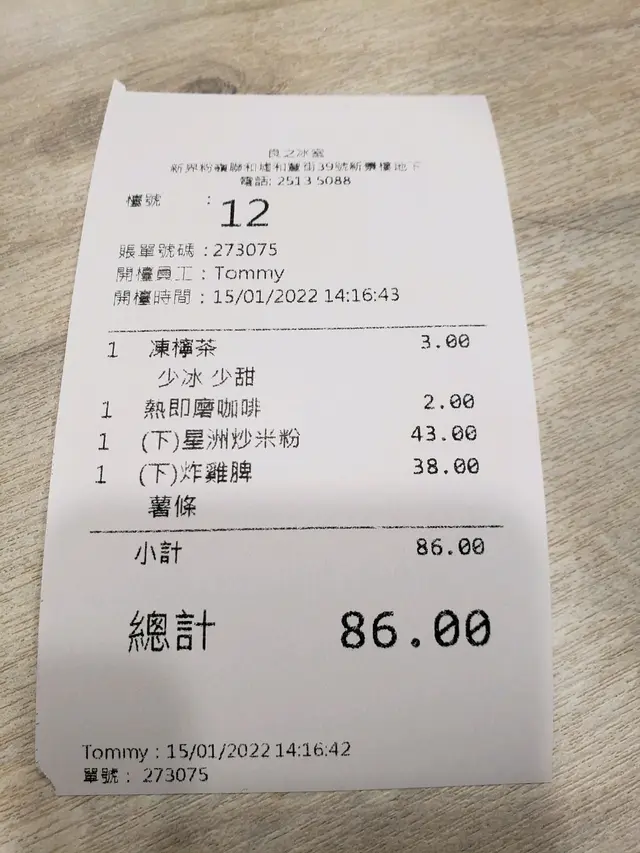 良之冰室
新界粉嶺聯和墟和豐街39號新豐樓地下
電話: 2513 5088
檯號 : 12
賬單號碼 : 273075
開檯員工 : Tommy
開檯時間 : 15/01/2022 14:16:43
1 凍檸茶 3.00
少冰 少甜
1 熱即磨咖啡 2.00
1 (下)星洲炒米粉 43.00
1 (下)炸雞脾 38.00
薯條
小計 86.00
總計 86.00
Tommy : 15/01/2022 14:16:42
單號 : 273075